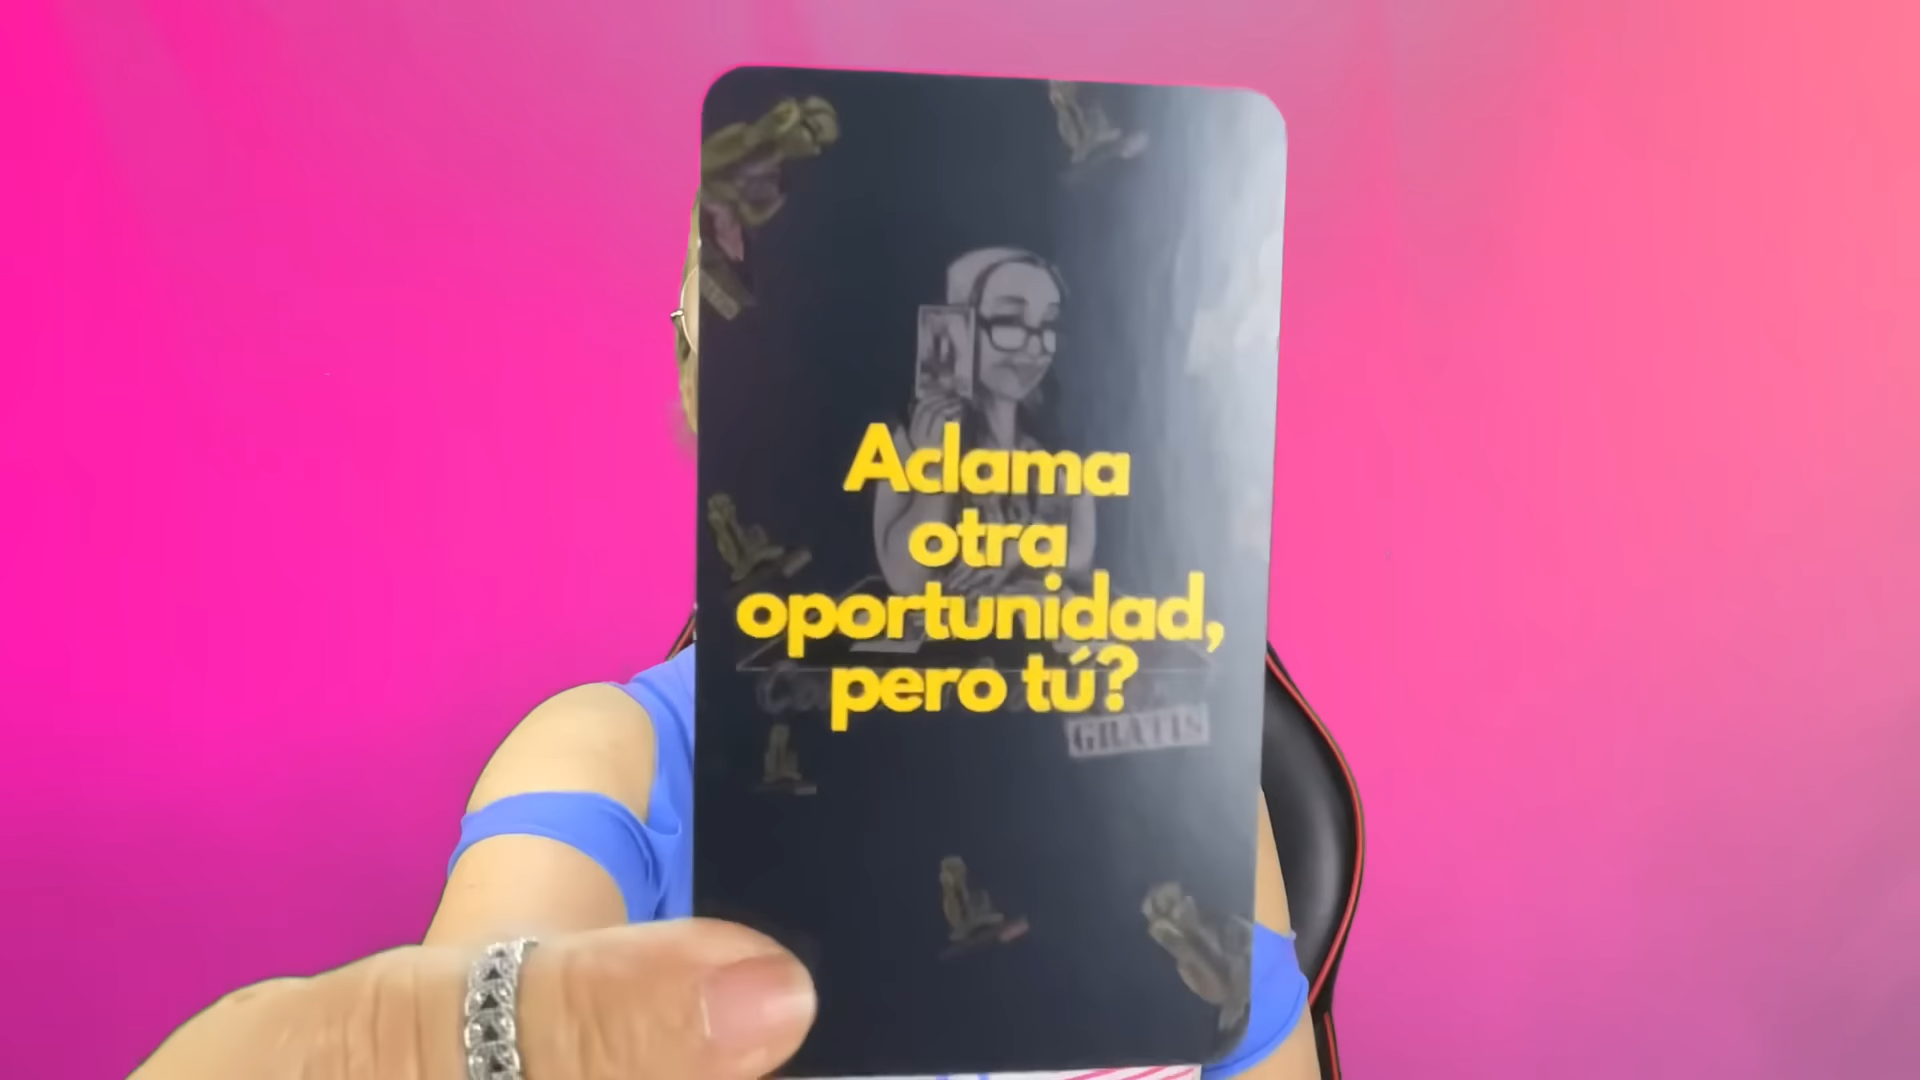 Aclama
otra
oportunidad,
pero tú?
GRATIS